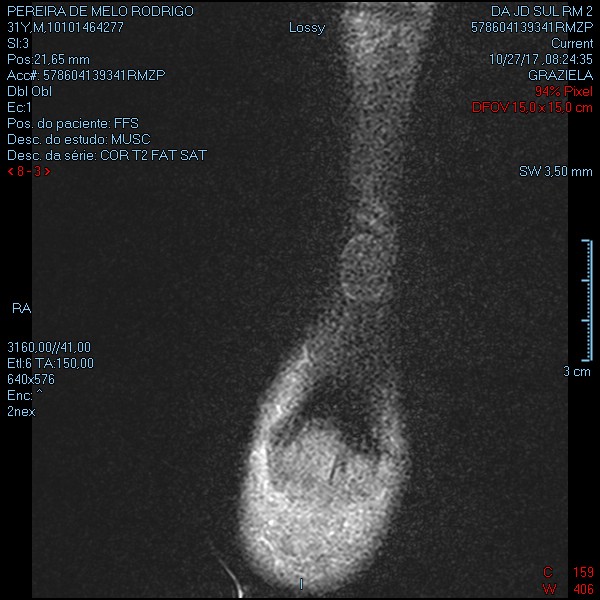 PEREIRA DE MELO RODRIGO
31Y,M,10101464277
Sl:3
Pos:21,65 mm
Acc#: 578604139341RMZP
Dbl Obl
Ec:1
Pos. do paciente: FFS
Desc. do estudo: MUSC
Desc. da série: COR T2 FAT SAT
< 8 - 3 >
Lossy
DA JD SUL RM 2
578604139341RMZP
Current
10/27/17 ,08:24:35
GRAZIELA
94% Pixel
DFOV 15.0 x 15.0 cm
SW 3,50 mm
RA
3160,00//41,00
Etl:6 TA:150,00
640x576
Enc: ^
2nex
3 cm
I
C 159
W 406